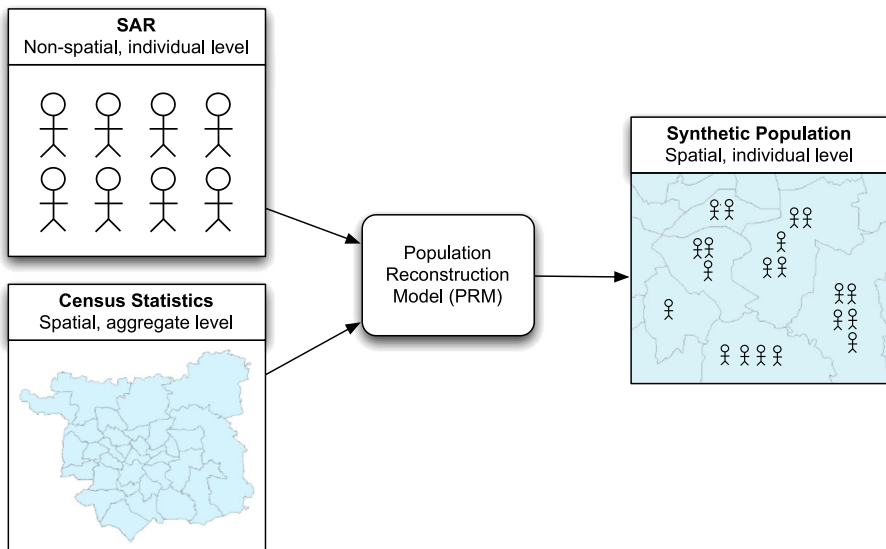 SAR
Non-spatial, individual level
Census Statistics
Spatial, aggregate level
Population
Reconstruction
Model (PRM)
Synthetic Population
Spatial, individual level